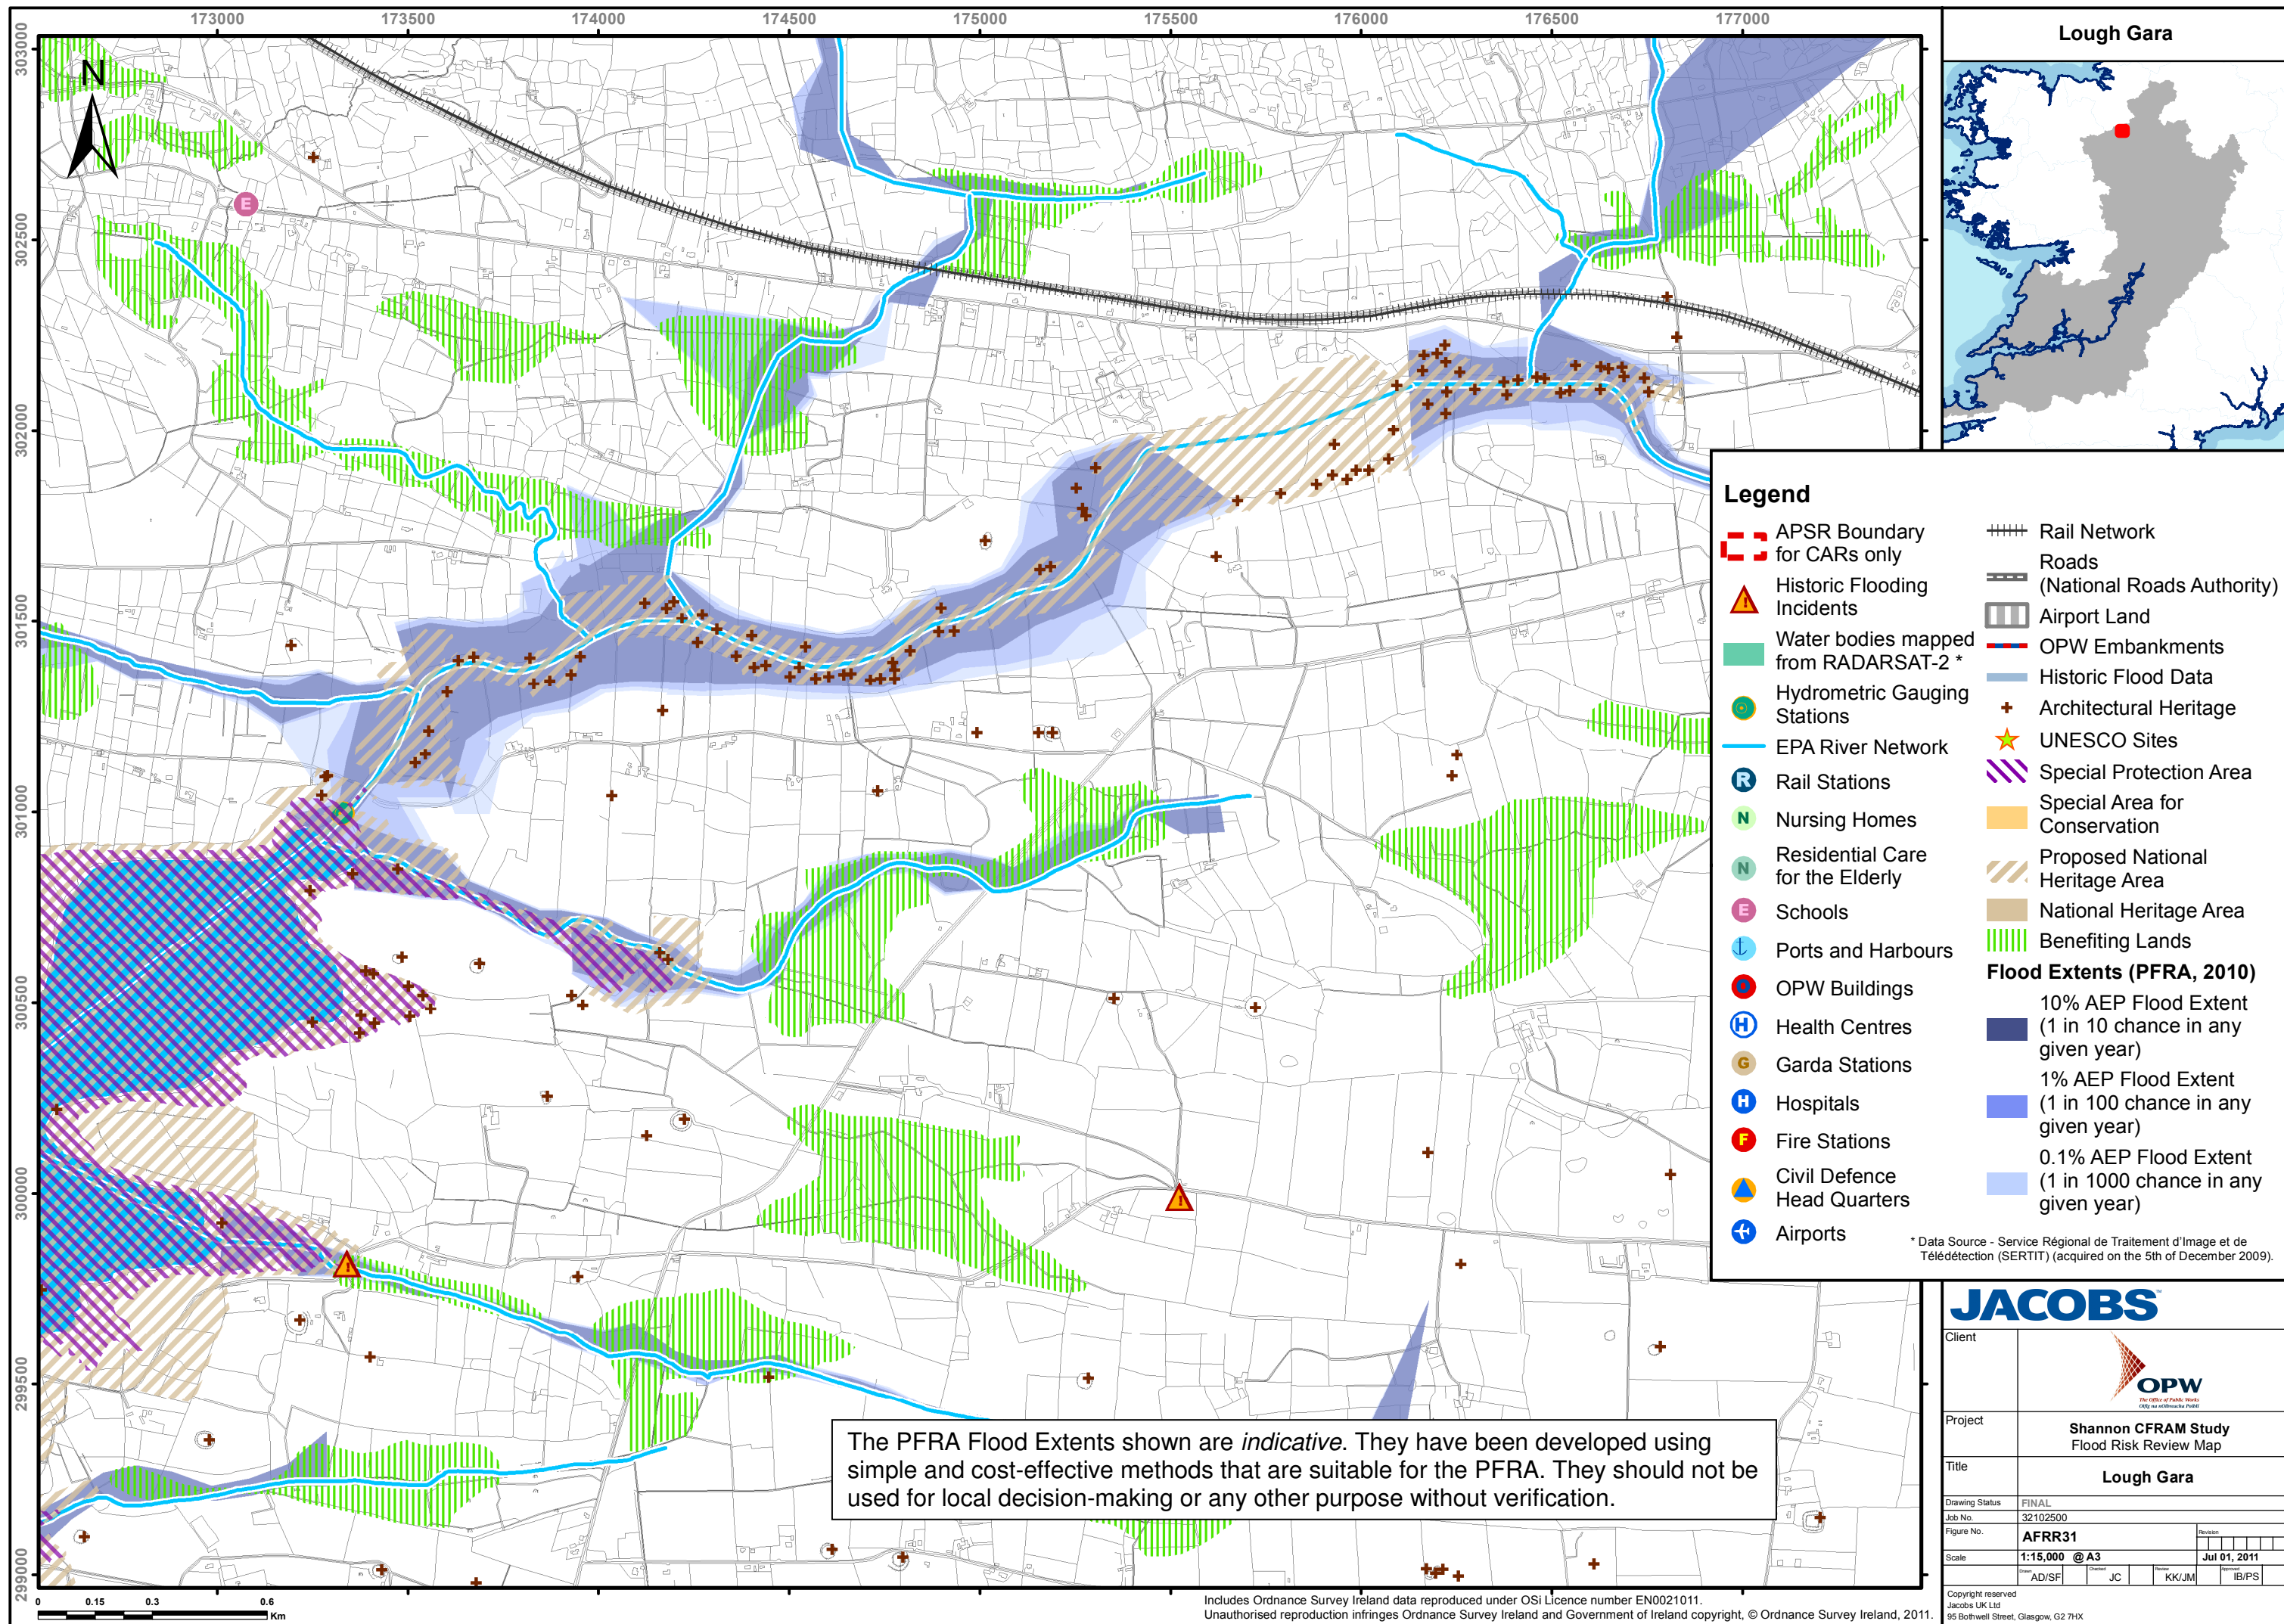 173000 173500 174000 174500 175000 175500 176000 176500 177000
303000
302500
302000
301500
301000
300500
300000
299500
299000
N
E
Lough Gara
Legend
APSR Boundary
for CARs only
Historic Flooding
Incidents
Water bodies mapped
from RADARSAT-2 *
Hydrometric Gauging
Stations
EPA River Network
R Rail Stations
N Nursing Homes
N Residential Care
for the Elderly
E Schools
Ports and Harbours
OPW Buildings
H Health Centres
G Garda Stations
H Hospitals
F Fire Stations
Civil Defence
Head Quarters
Airports
Rail Network
Roads
(National Roads Authority)
Airport Land
OPW Embankments
Historic Flood Data
Architectural Heritage
UNESCO Sites
Special Protection Area
Special Area for
Conservation
Proposed National
Heritage Area
National Heritage Area
Benefiting Lands
Flood Extents (PFRA, 2010)
10% AEP Flood Extent
(1 in 10 chance in any
given year)
1% AEP Flood Extent
(1 in 100 chance in any
given year)
0.1% AEP Flood Extent
(1 in 1000 chance in any
given year)
* Data Source - Service Régional de Traitement d'Image et de
Télédétection (SERTIT) (acquired on the 5th of December 2009).
The PFRA Flood Extents shown are indicative. They have been developed using
simple and cost-effective methods that are suitable for the PFRA. They should not be
used for local decision-making or any other purpose without verification.
JACOBS
Client
OPW
The Office of Public Works
Oifig na nOibreacha Poiblí
Project
Shannon CFRAM Study
Flood Risk Review Map
Title
Lough Gara
Drawing Status FINAL
Job No. 32102500
Figure No. AFRR31 Revision
Scale 1:15,000 @ A3 Jul 01, 2011
Drawn AD/SF Checked JC Review KK/JM Approved IB/PS
Copyright reserved
Jacobs UK Ltd
95 Bothwell Street, Glasgow, G2 7HX
0 0.15 0.3 0.6
Km
Includes Ordnance Survey Ireland data reproduced under OSi Licence number EN0021011.
Unauthorised reproduction infringes Ordnance Survey Ireland and Government of Ireland copyright, © Ordnance Survey Ireland, 2011.